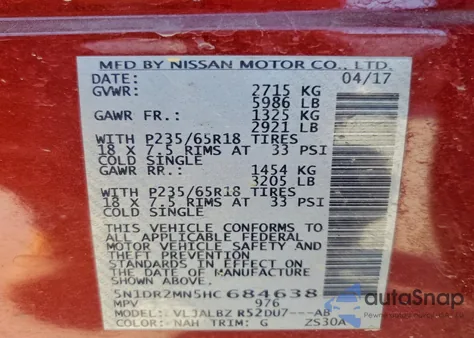 MFD BY NISSAN MOTOR CO., LTD.
DATE: 04/17
GVWR: 2715 KG
5986 LB
GAWR FR.: 1325 KG
2921 LB
WITH P235/65R18 TIRES
18 X 7.5 RIMS AT 33 PSI
COLD SINGLE
GAWR RR.: 1454 KG
3205 LB
WITH P235/65R18 TIRES
18 X 7.5 RIMS AT 33 PSI
COLD SINGLE
THIS VEHICLE CONFORMS TO
ALL APPLICABLE FEDERAL
MOTOR VEHICLE SAFETY AND
THEFT PREVENTION
STANDARDS IN EFFECT ON
THE DATE OF MANUFACTURE
SHOWN ABOVE.
5N1DR2MN5HC 684638
MPV 976
MODEL: VLJALBZ R52DU7---AB
COLOR: NAH TRIM: G ZS30A
AutoSnap